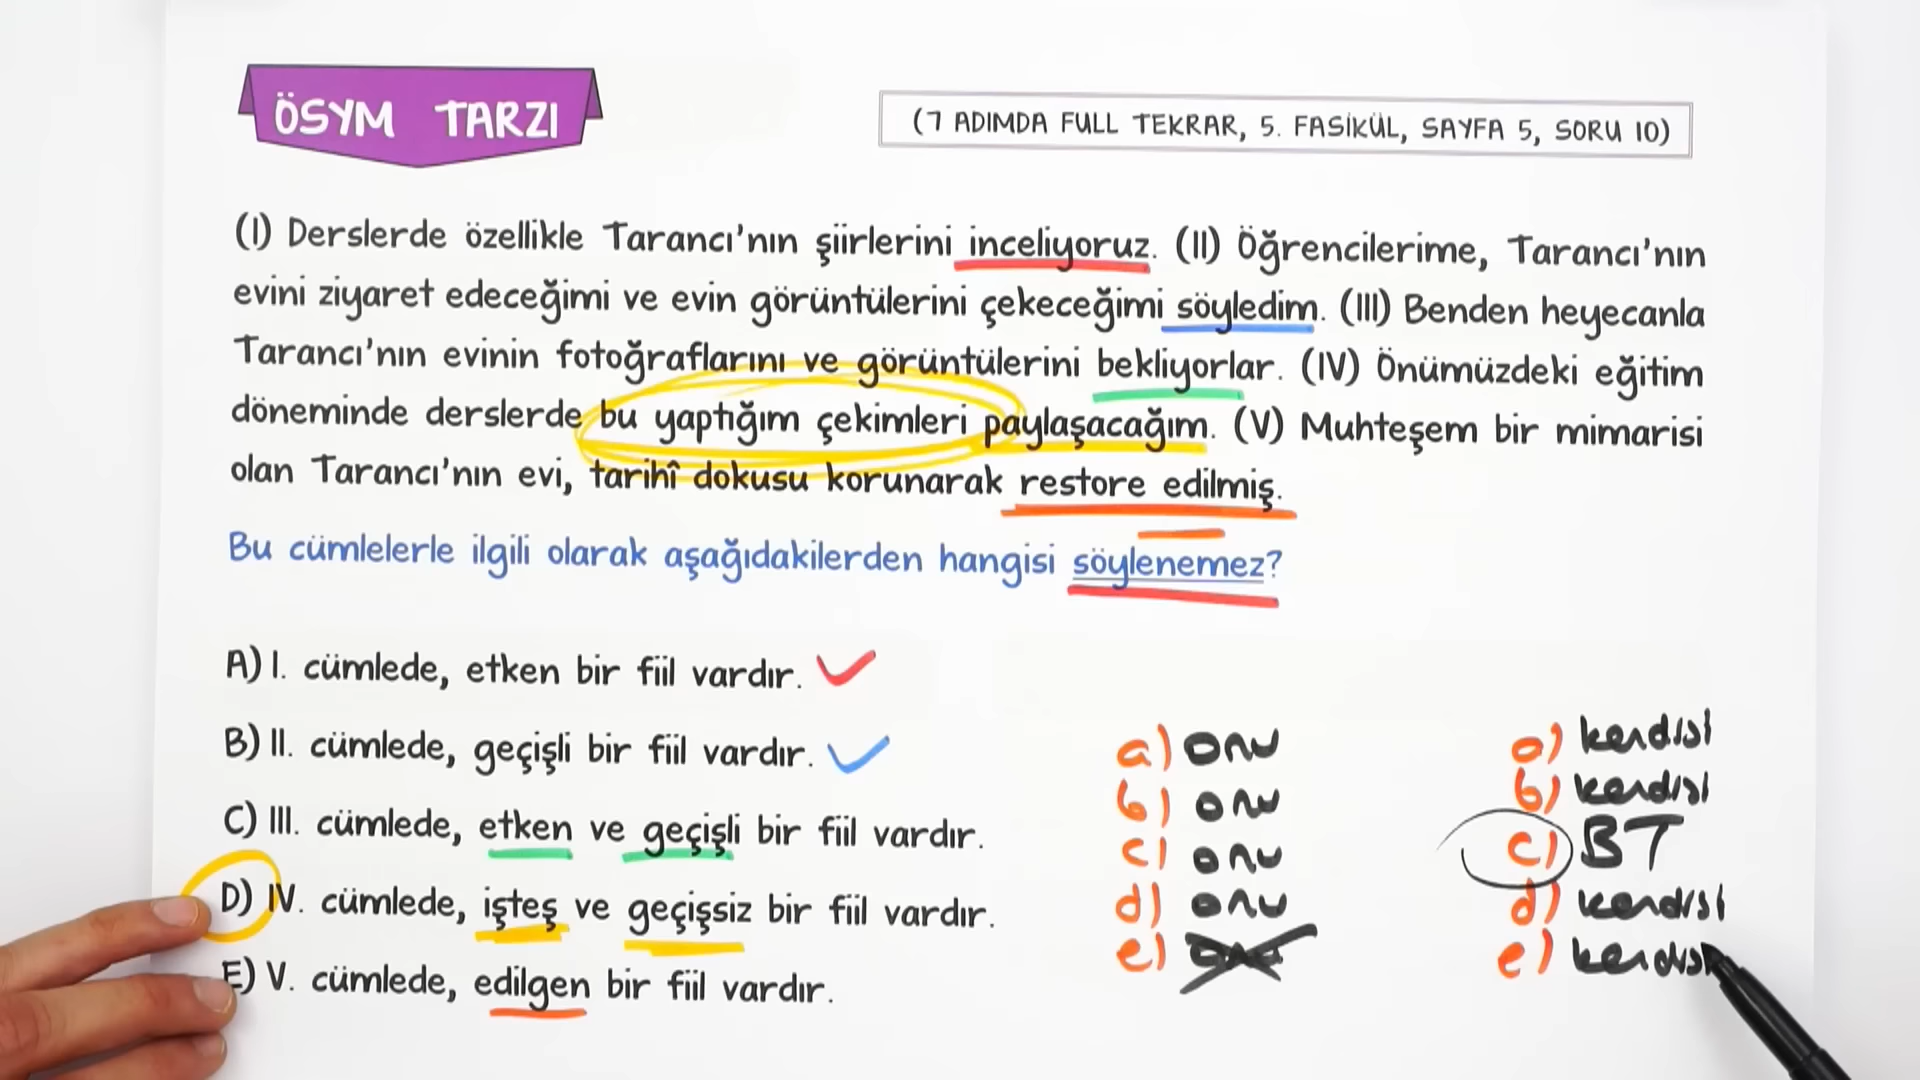 ÖSYM TARZI
(7 ADIMDA FULL TEKRAR, 5. FASİKÜL, SAYFA 5, SORU 10)
(I) Derslerde özellikle Tarancı'nın şiirlerini inceliyoruz. (II) Öğrencilerime, Tarancı'nın
evini ziyaret edeceğimi ve evin görüntülerini çekeceğimi söyledim. (III) Benden heyecanla
Tarancı'nın evinin fotoğraflarını ve görüntülerini bekliyorlar. (IV) Önümüzdeki eğitim
döneminde derslerde bu yaptığım çekimleri paylaşacağım. (V) Muhteşem bir mimarisi
olan Tarancı'nın evi, tarihî dokusu korunarak restore edilmiş.
Bu cümlelerle ilgili olarak aşağıdakilerden hangisi söylenemez?
A) I. cümlede, etken bir fiil vardır.
B) II. cümlede, geçişli bir fiil vardır.
C) III. cümlede, etken ve geçişli bir fiil vardır.
D) IV. cümlede, işteş ve geçişsiz bir fiil vardır.
E) V. cümlede, edilgen bir fiil vardır.
a) onu
b) onu
c) onu
d) onu
e) onu
a) kendisi
b) kendisi
c) BT
d) kendisi
e) kendisi